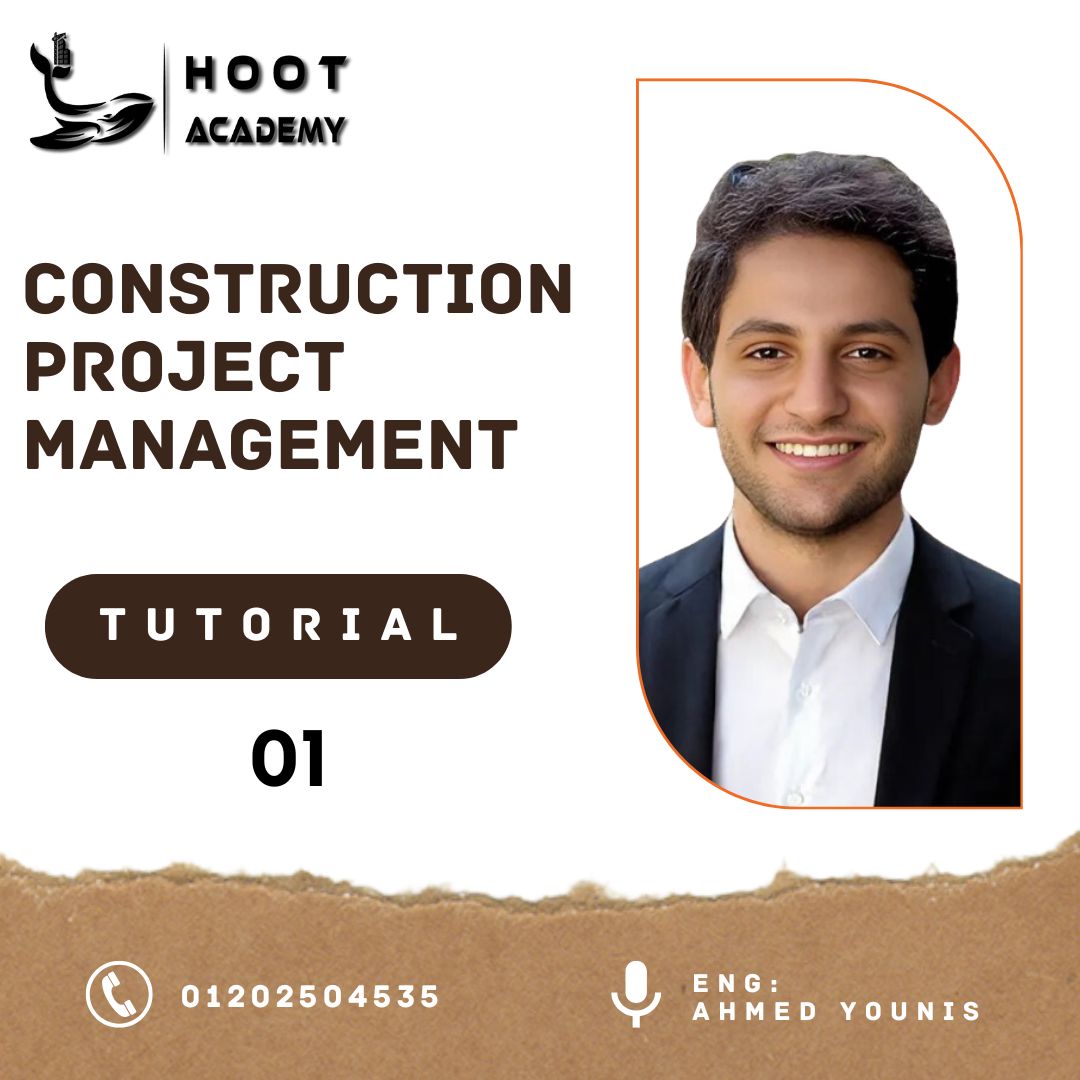 HOOT
ACADEMY
CONSTRUCTION
PROJECT
MANAGEMENT
TUTORIAL
01
01202504535
ENG:
AHMED YOUNIS